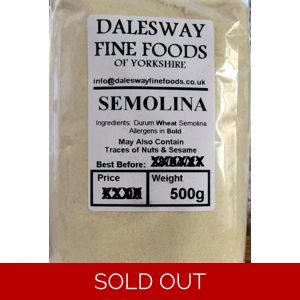 DALESWAY
FINE FOODS
OF YORKSHIRE
info@daleswayfinefoods.co.uk
SEMOLINA
Ingredients: Durum Wheat Semolina
Allergens in Bold
May Also Contain
Traces of Nuts & Sesame
Best Before:
Price
Weight
500g
SOLD OUT